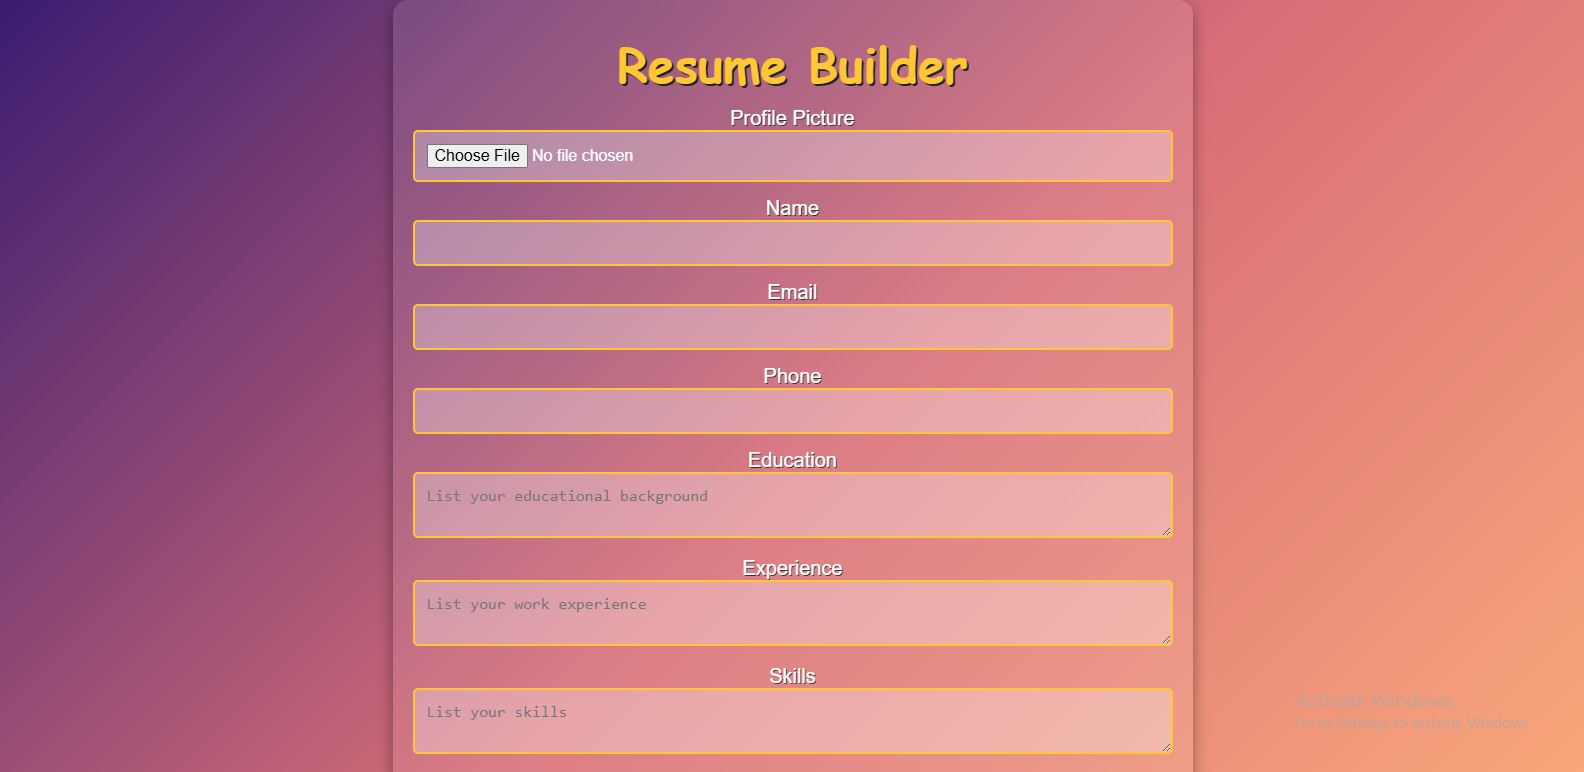 Resume Builder
Profile Picture
Choose File No file chosen
Name
Email
Phone
Education
List your educational background
Experience
List your work experience
Skills
List your skills
Activate Windows
Go to Settings to activate Windows.